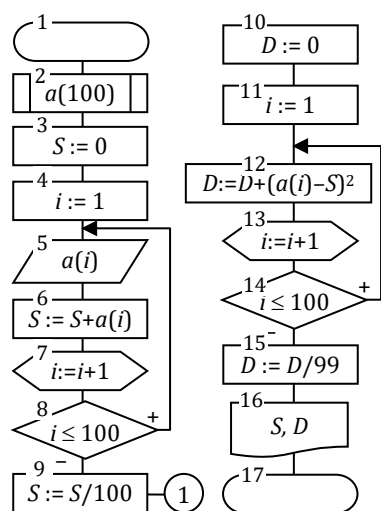 1
2
a(100)
3
S := 0
4
i := 1
5
a(i)
6
S := S+a(i)
7
i:=i+1
8
i ≤ 100
+
−
9
S := S/100
1
10
D := 0
11
i := 1
12
D:=D+(a(i)−S)²
13
i:=i+1
14
i ≤ 100
+
−
15
D := D/99
16
S, D
17